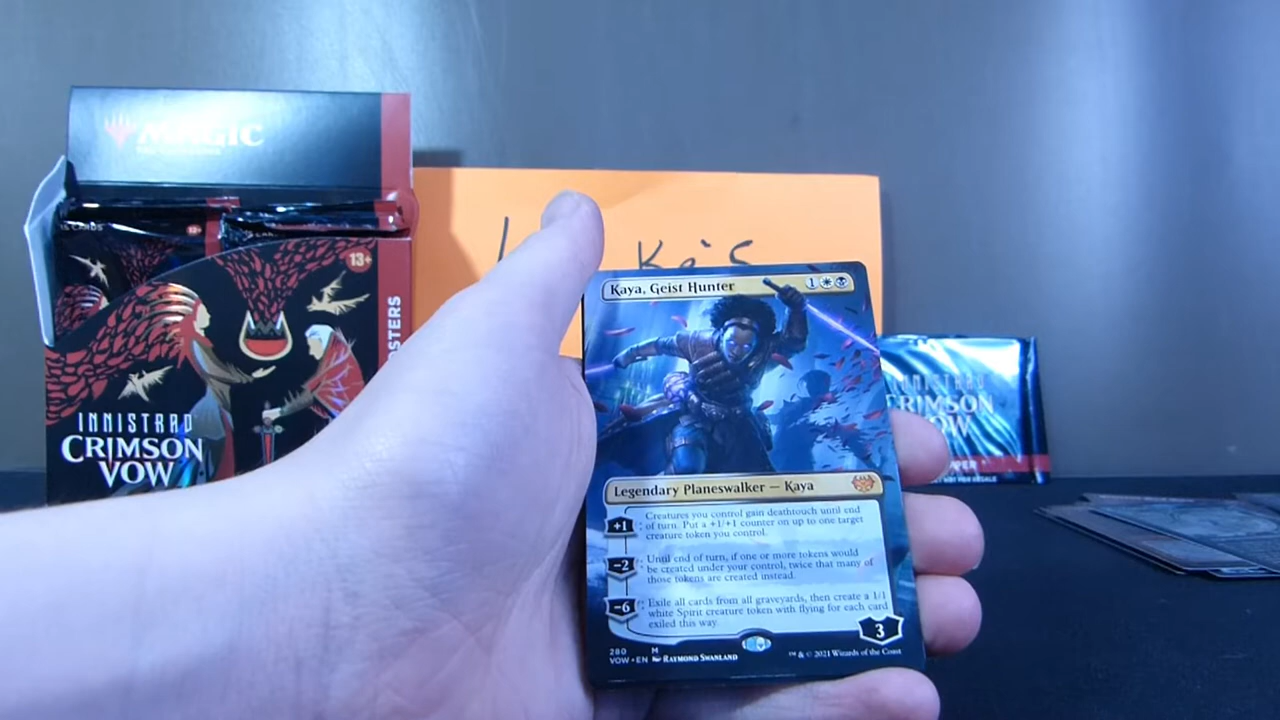 MAGIC
15 CARDS
13+
INNISTRAD
CRIMSON
VOW
Kaya, Geist Hunter 1
Legendary Planeswalker — Kaya
+1: Creatures you control gain deathtouch until end
of turn. Put a +1/+1 counter on up to one target
creature token you control.
−2: Until end of turn, if one or more tokens would
be created under your control, twice that many of
those tokens are created instead.
−6: Exile all cards from all graveyards, then create a 1/1
white Spirit creature token with flying for each card
exiled this way.
3
280 M
VOW • EN RAYMOND SWANLAND
™ & © 2021 Wizards of the Coast
INNISTRAD
CRIMSON
VOW